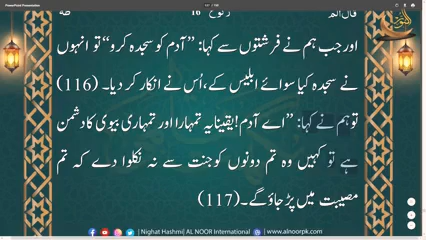 PowerPoint Presentation
قال الم رکوع 16 طہ
اور جب ہم نے فرشتوں سے کہا: ”آدم کو سجدہ کرو“ تو انہوں
نے سجدہ کیا سوائے ابلیس کے، اُس نے انکار کر دیا۔ (116)
تو ہم نے کہا: ”اے آدم! یقیناً یہ تمہارا اور تمہاری بیوی کا دشمن
ہے تو کہیں وہ تم دونوں کو جنت سے نہ نکلوا دے کہ تم
مصیبت میں پڑ جاؤ گے۔ (117)
| Nighat Hashmi| AL NOOR International | www.alnoorpk.com